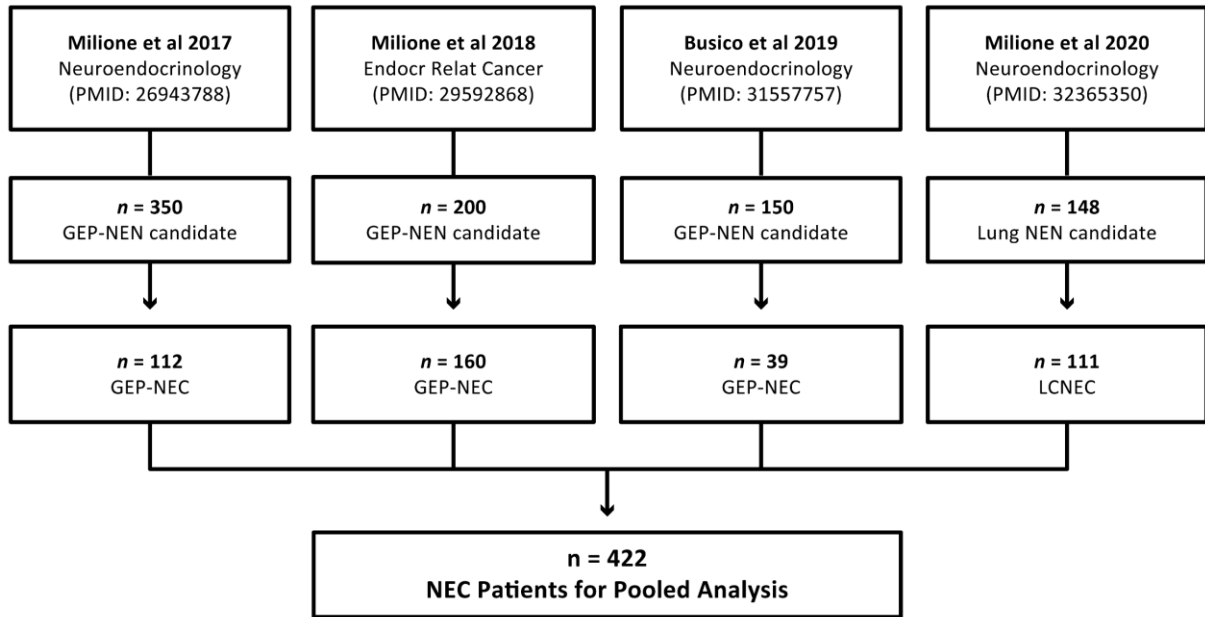 Milione et al 2017
Neuroendocrinology
(PMID: 26943788)
Milione et al 2018
Endocr Relat Cancer
(PMID: 29592868)
Busico et al 2019
Neuroendocrinology
(PMID: 31557757)
Milione et al 2020
Neuroendocrinology
(PMID: 32365350)
n = 350
GEP-NEN candidate
n = 200
GEP-NEN candidate
n = 150
GEP-NEN candidate
n = 148
Lung NEN candidate
n = 112
GEP-NEC
n = 160
GEP-NEC
n = 39
GEP-NEC
n = 111
LCNEC
n = 422
NEC Patients for Pooled Analysis